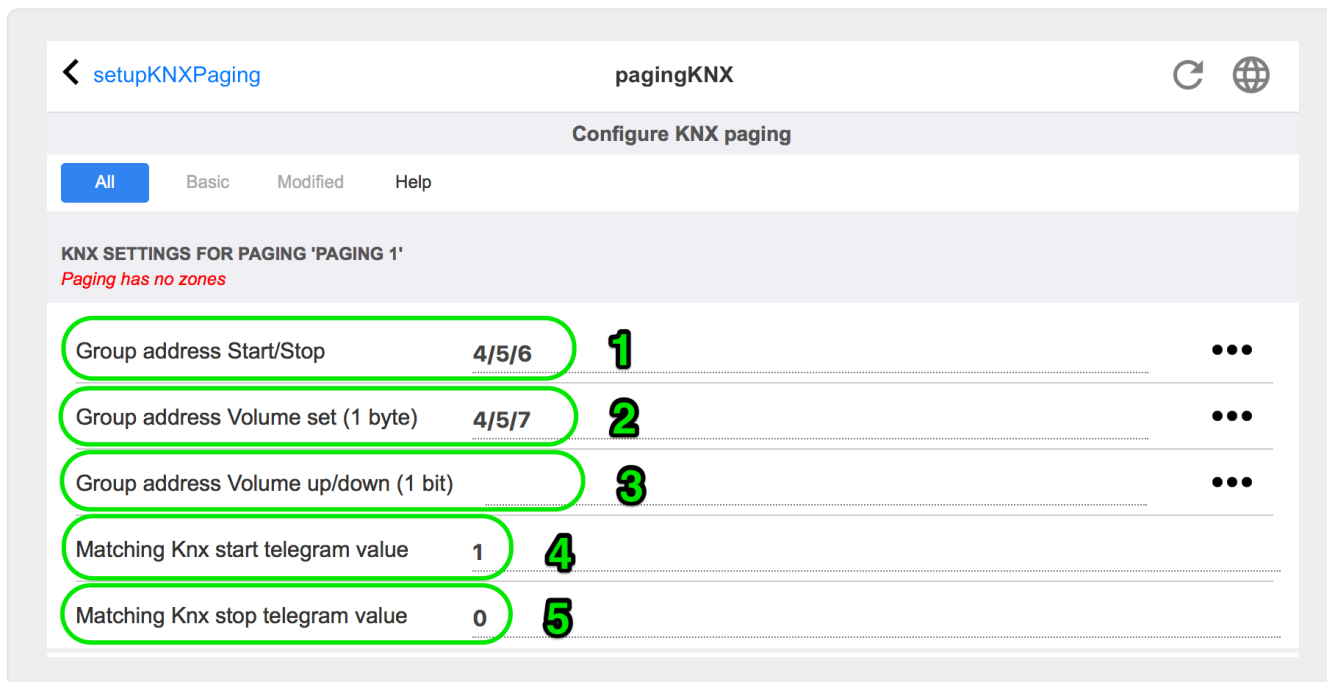 setupKNXPaging pagingKNX
Configure KNX paging
All Basic Modified Help
KNX SETTINGS FOR PAGING 'PAGING 1'
Paging has no zones
Group address Start/Stop 4/5/6 1
Group address Volume set (1 byte) 4/5/7 2
Group address Volume up/down (1 bit) 3
Matching Knx start telegram value 1 4
Matching Knx stop telegram value 0 5